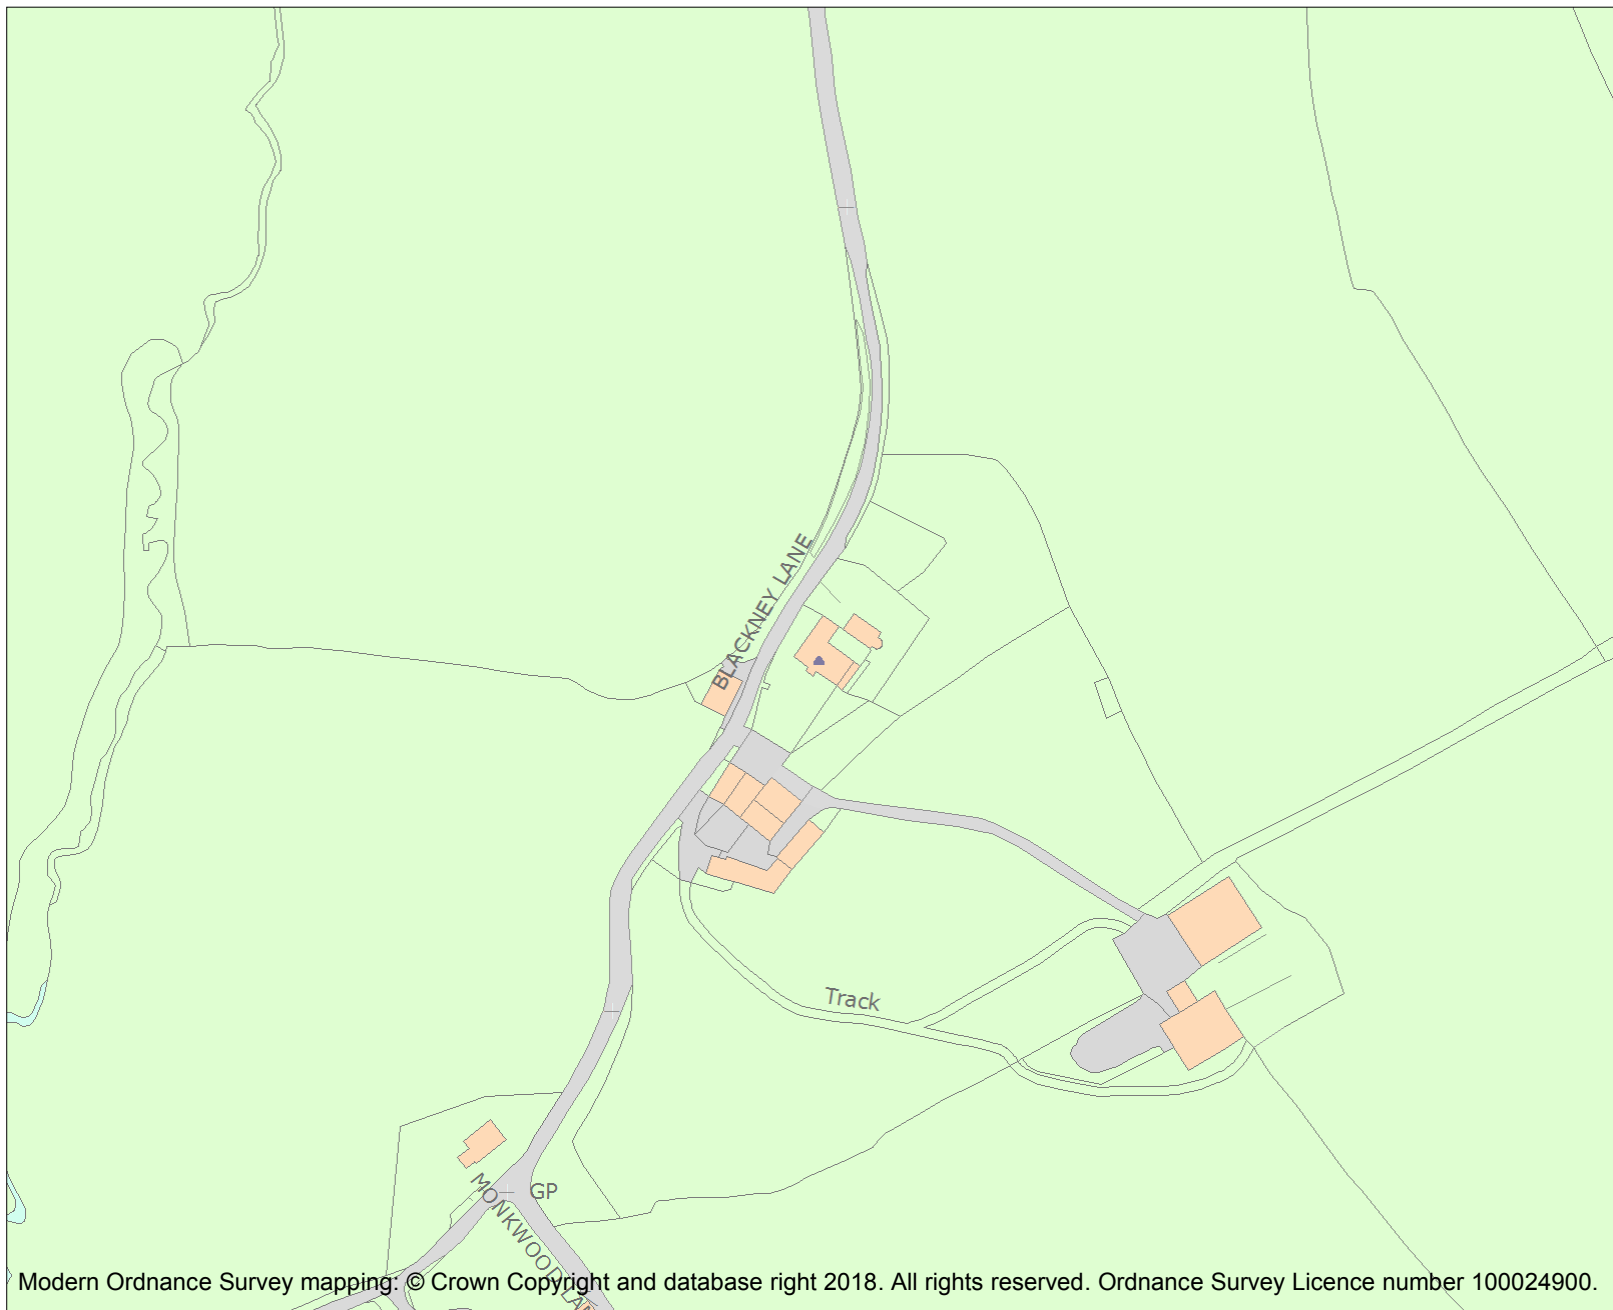 BLACKNEY LANE
Track
GP
MONKWOOD LAN
Modern Ordnance Survey mapping: © Crown Copyright and database right 2018. All rights reserved. Ordnance Survey Licence number 100024900.